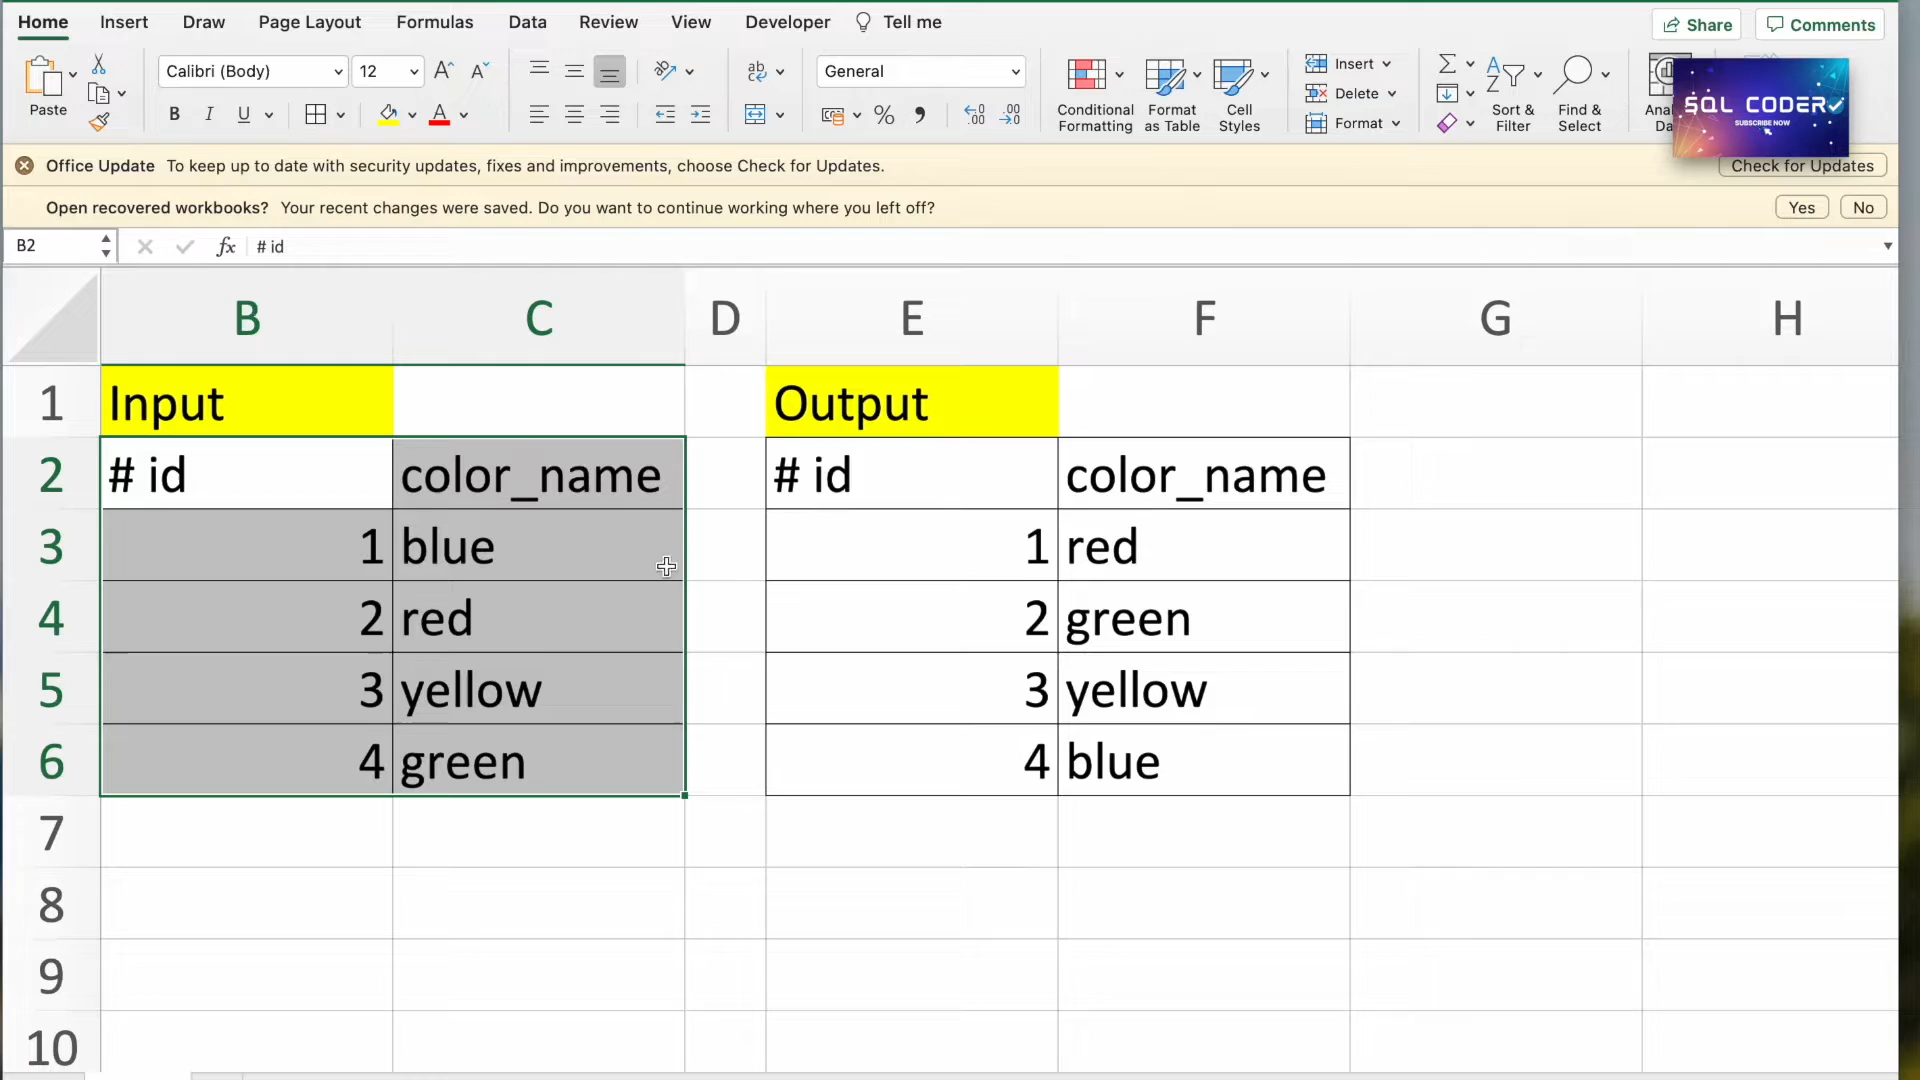 Home Insert Draw Page Layout Formulas Data Review View Developer Tell me Share Comments
Paste Calibri (Body) 12 General Insert
Delete
Format
B I U
Conditional Formatting
Format as Table
Cell Styles
Sort & Filter
Find & Select
SQL CODER
SUBSCRIBE NOW
Office Update To keep up to date with security updates, fixes and improvements, choose Check for Updates. Check for Updates
Open recovered workbooks? Your recent changes were saved. Do you want to continue working where you left off? Yes No
B2 fx # id
B C D E F G H
1 Input Output
2 # id color_name # id color_name
3 1 blue 1 red
4 2 red 2 green
5 3 yellow 3 yellow
6 4 green 4 blue
7
8
9
10